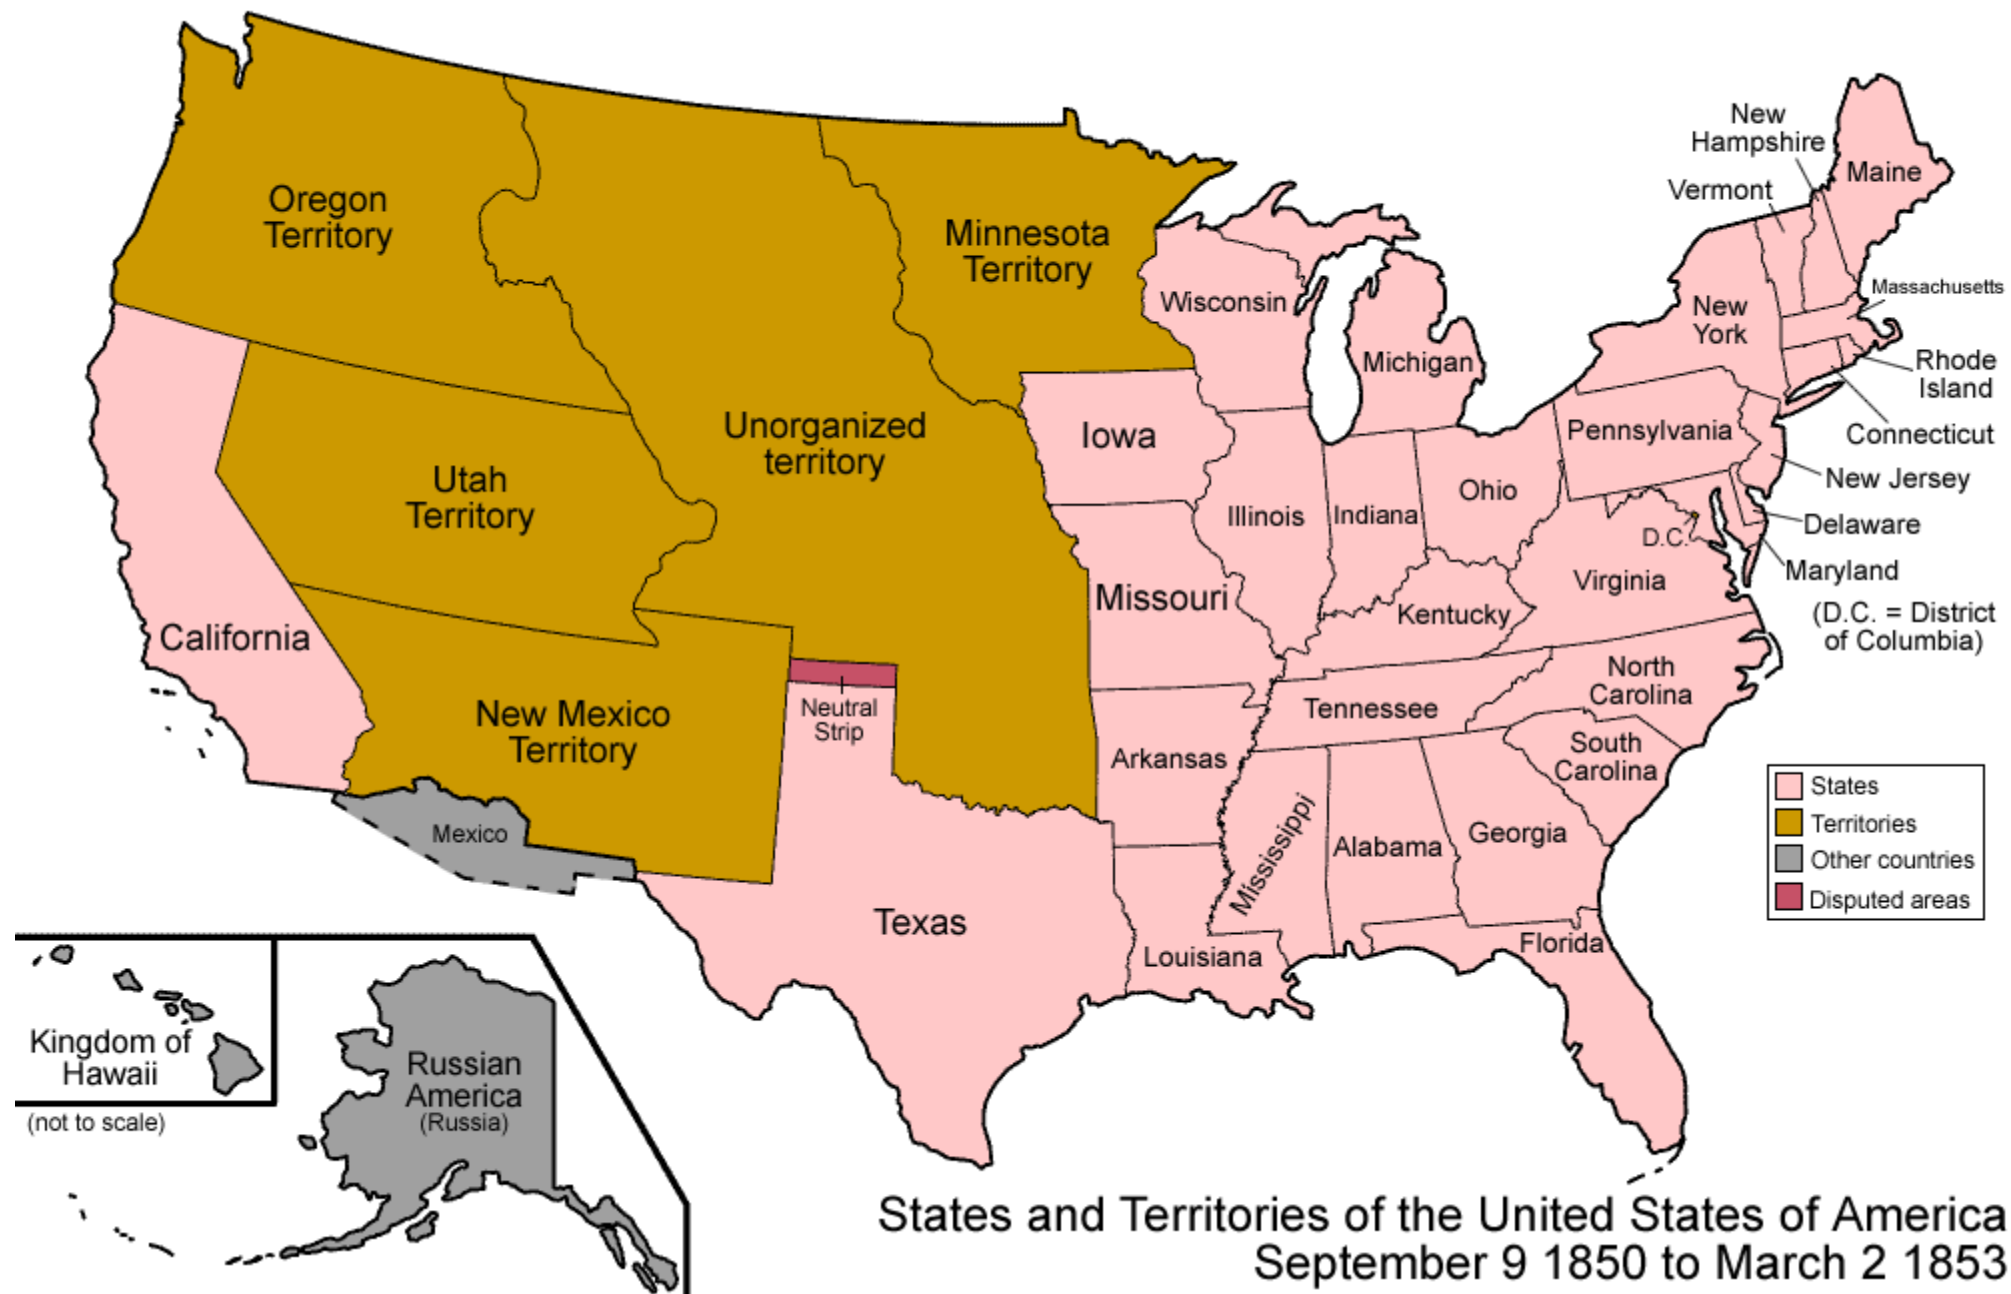 New
Hampshire
Vermont
Maine
Oregon
Territory
Minnesota
Territory
Wisconsin
Massachusetts
New
York
Michigan
Rhode
Island
Unorganized
territory
Iowa
Pennsylvania
Connecticut
New Jersey
Utah
Territory
Illinois
Indiana
Ohio
D.C.
Delaware
Maryland
Virginia
(D.C. = District
of Columbia)
California
Missouri
Kentucky
North
Carolina
New Mexico
Territory
Neutral
Strip
Tennessee
South
Carolina
Arkansas
Mexico
Mississippi
Alabama
Georgia
States
Territories
Other countries
Disputed areas
Texas
Louisiana
Florida
Kingdom of
Hawaii
(not to scale)
Russian
America
(Russia)
States and Territories of the United States of America
September 9 1850 to March 2 1853